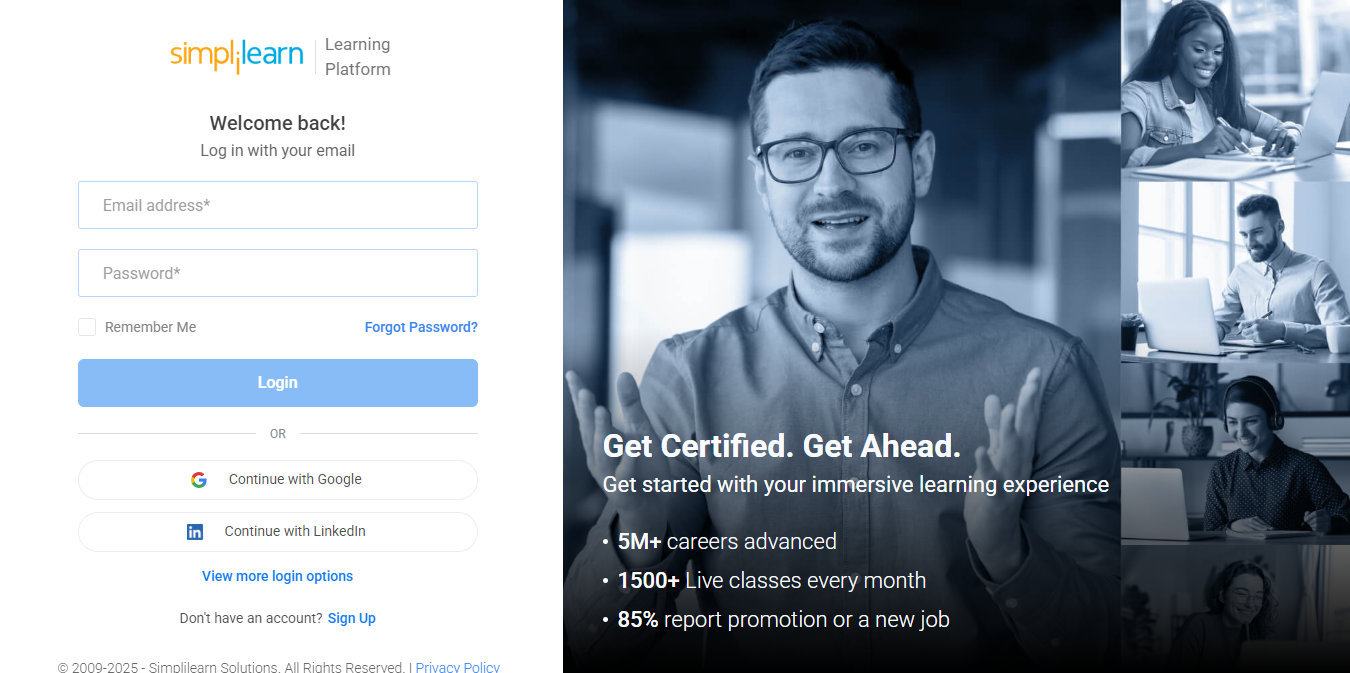 simplilearn
Learning
Platform
Welcome back!
Log in with your email
Email address*
Password*
Remember Me
Forgot Password?
Login
OR
Continue with Google
Continue with LinkedIn
View more login options
Don't have an account? Sign Up
© 2009-2025 - Simplilearn Solutions. All Rights Reserved. | Privacy Policy
Get Certified. Get Ahead.
Get started with your immersive learning experience
• 5M+ careers advanced
• 1500+ Live classes every month
• 85% report promotion or a new job